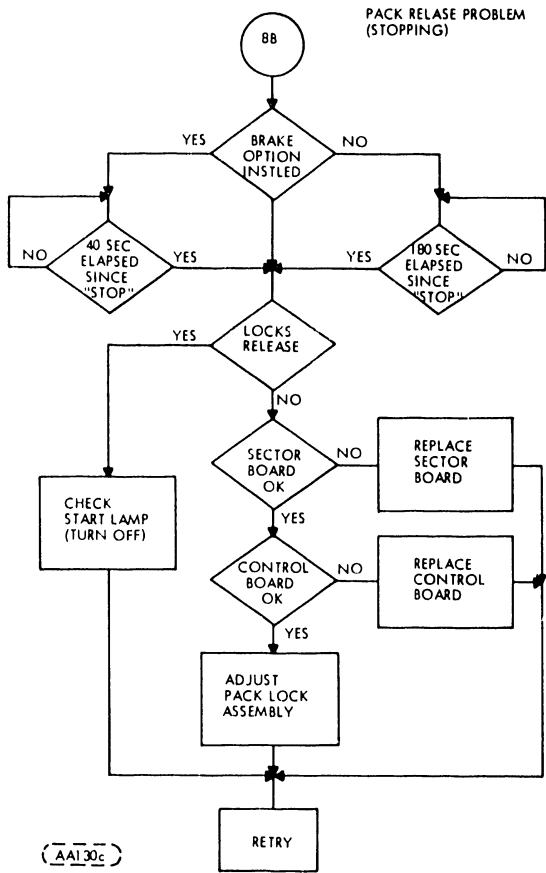 PACK RELASE PROBLEM
(STOPPING)
BB
YES
BRAKE
OPTION
INSTLED
NO
NO
40 SEC
ELAPSED
SINCE
"STOP"
YES
YES
180 SEC
ELAPSED
SINCE
"STOP"
NO
YES
LOCKS
RELEASE
NO
SECTOR
BOARD
OK
NO
REPLACE
SECTOR
BOARD
CHECK
START LAMP
(TURN OFF)
YES
CONTROL
BOARD
OK
NO
REPLACE
CONTROL
BOARD
YES
ADJUST
PACK LOCK
ASSEMBLY
RETRY
AA130c